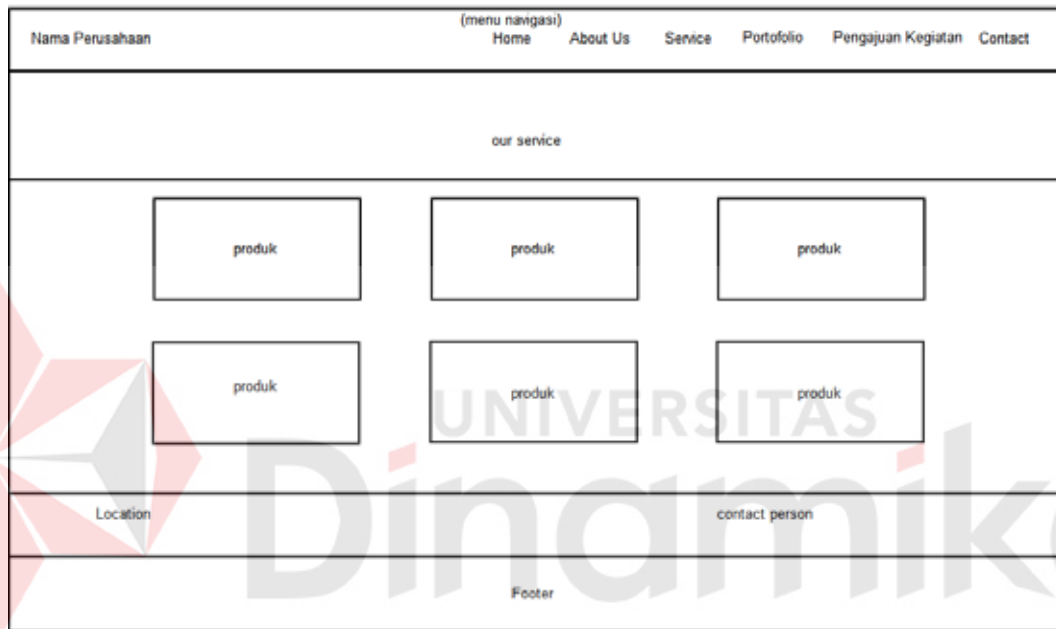 (menu navigasi)
Nama Perusahaan Home About Us Service Portofolio Pengajuan Kegiatan Contact
our service
produk produk produk
produk produk produk
UNIVERSITAS
Dinamika
Location contact person
Footer